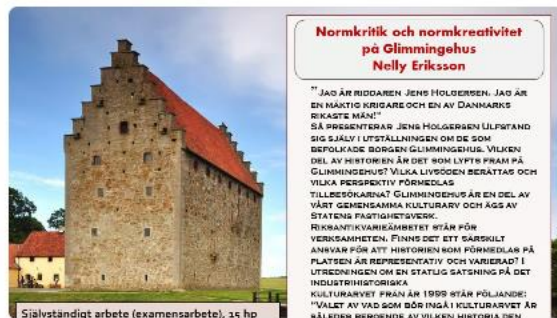 Normkritik och normkreativitet
på Glimmingehus
Nelly Eriksson
"JAG ÄR RIDDAREN JENS HOLGERSEN. JAG ÄR
EN MÄKTIG KRIGARE OCH EN AV DANMARKS
RIKASTE MÄN!"
SÅ PRESENTERAR JENS HOLGERSEN ULFSTAND
SIG SJÄLV I UTSTÄLLNINGEN OM DE SOM
BEFOLKADE BORGEN GLIMMINGEHUS. VILKEN
DEL AV HISTORIEN ÄR DET SOM LYFTS FRAM PÅ
GLIMMINGEHUS? VILKA LIVSÖDEN BERÄTTAS OCH
VILKA PERSPEKTIV FÖRMEDLAS
TILLBESÖKARNA? GLIMMINGEHUS ÄR EN DEL AV
VÅRT GEMENSAMMA KULTURARV OCH ÄGS AV
STATENS FASTIGHETSVERK.
RIKSANTIKVARIEÄMBETET STÅR FÖR
VERKSAMHETEN. FINNS DET ETT SÄRSKILT
ANSVAR FÖR ATT HISTORIEN SOM FÖRMEDLAS PÅ
PLATSEN ÄR REPRESENTATIV OCH VARIERAD? I
UTREDNINGEN OM EN STATLIG SATSNING PÅ DET
INDUSTRIHISTORISKA
KULTURARVET FRÅN ÅR 1999 STÅR FÖLJANDE:
"VALET AV VAD SOM BÖR INGÅ I KULTURARVET ÄR
SÅLEDES BEROENDE AV VILKEN HISTORIA DEN
Självständigt arbete (examensarbete), 15 hp